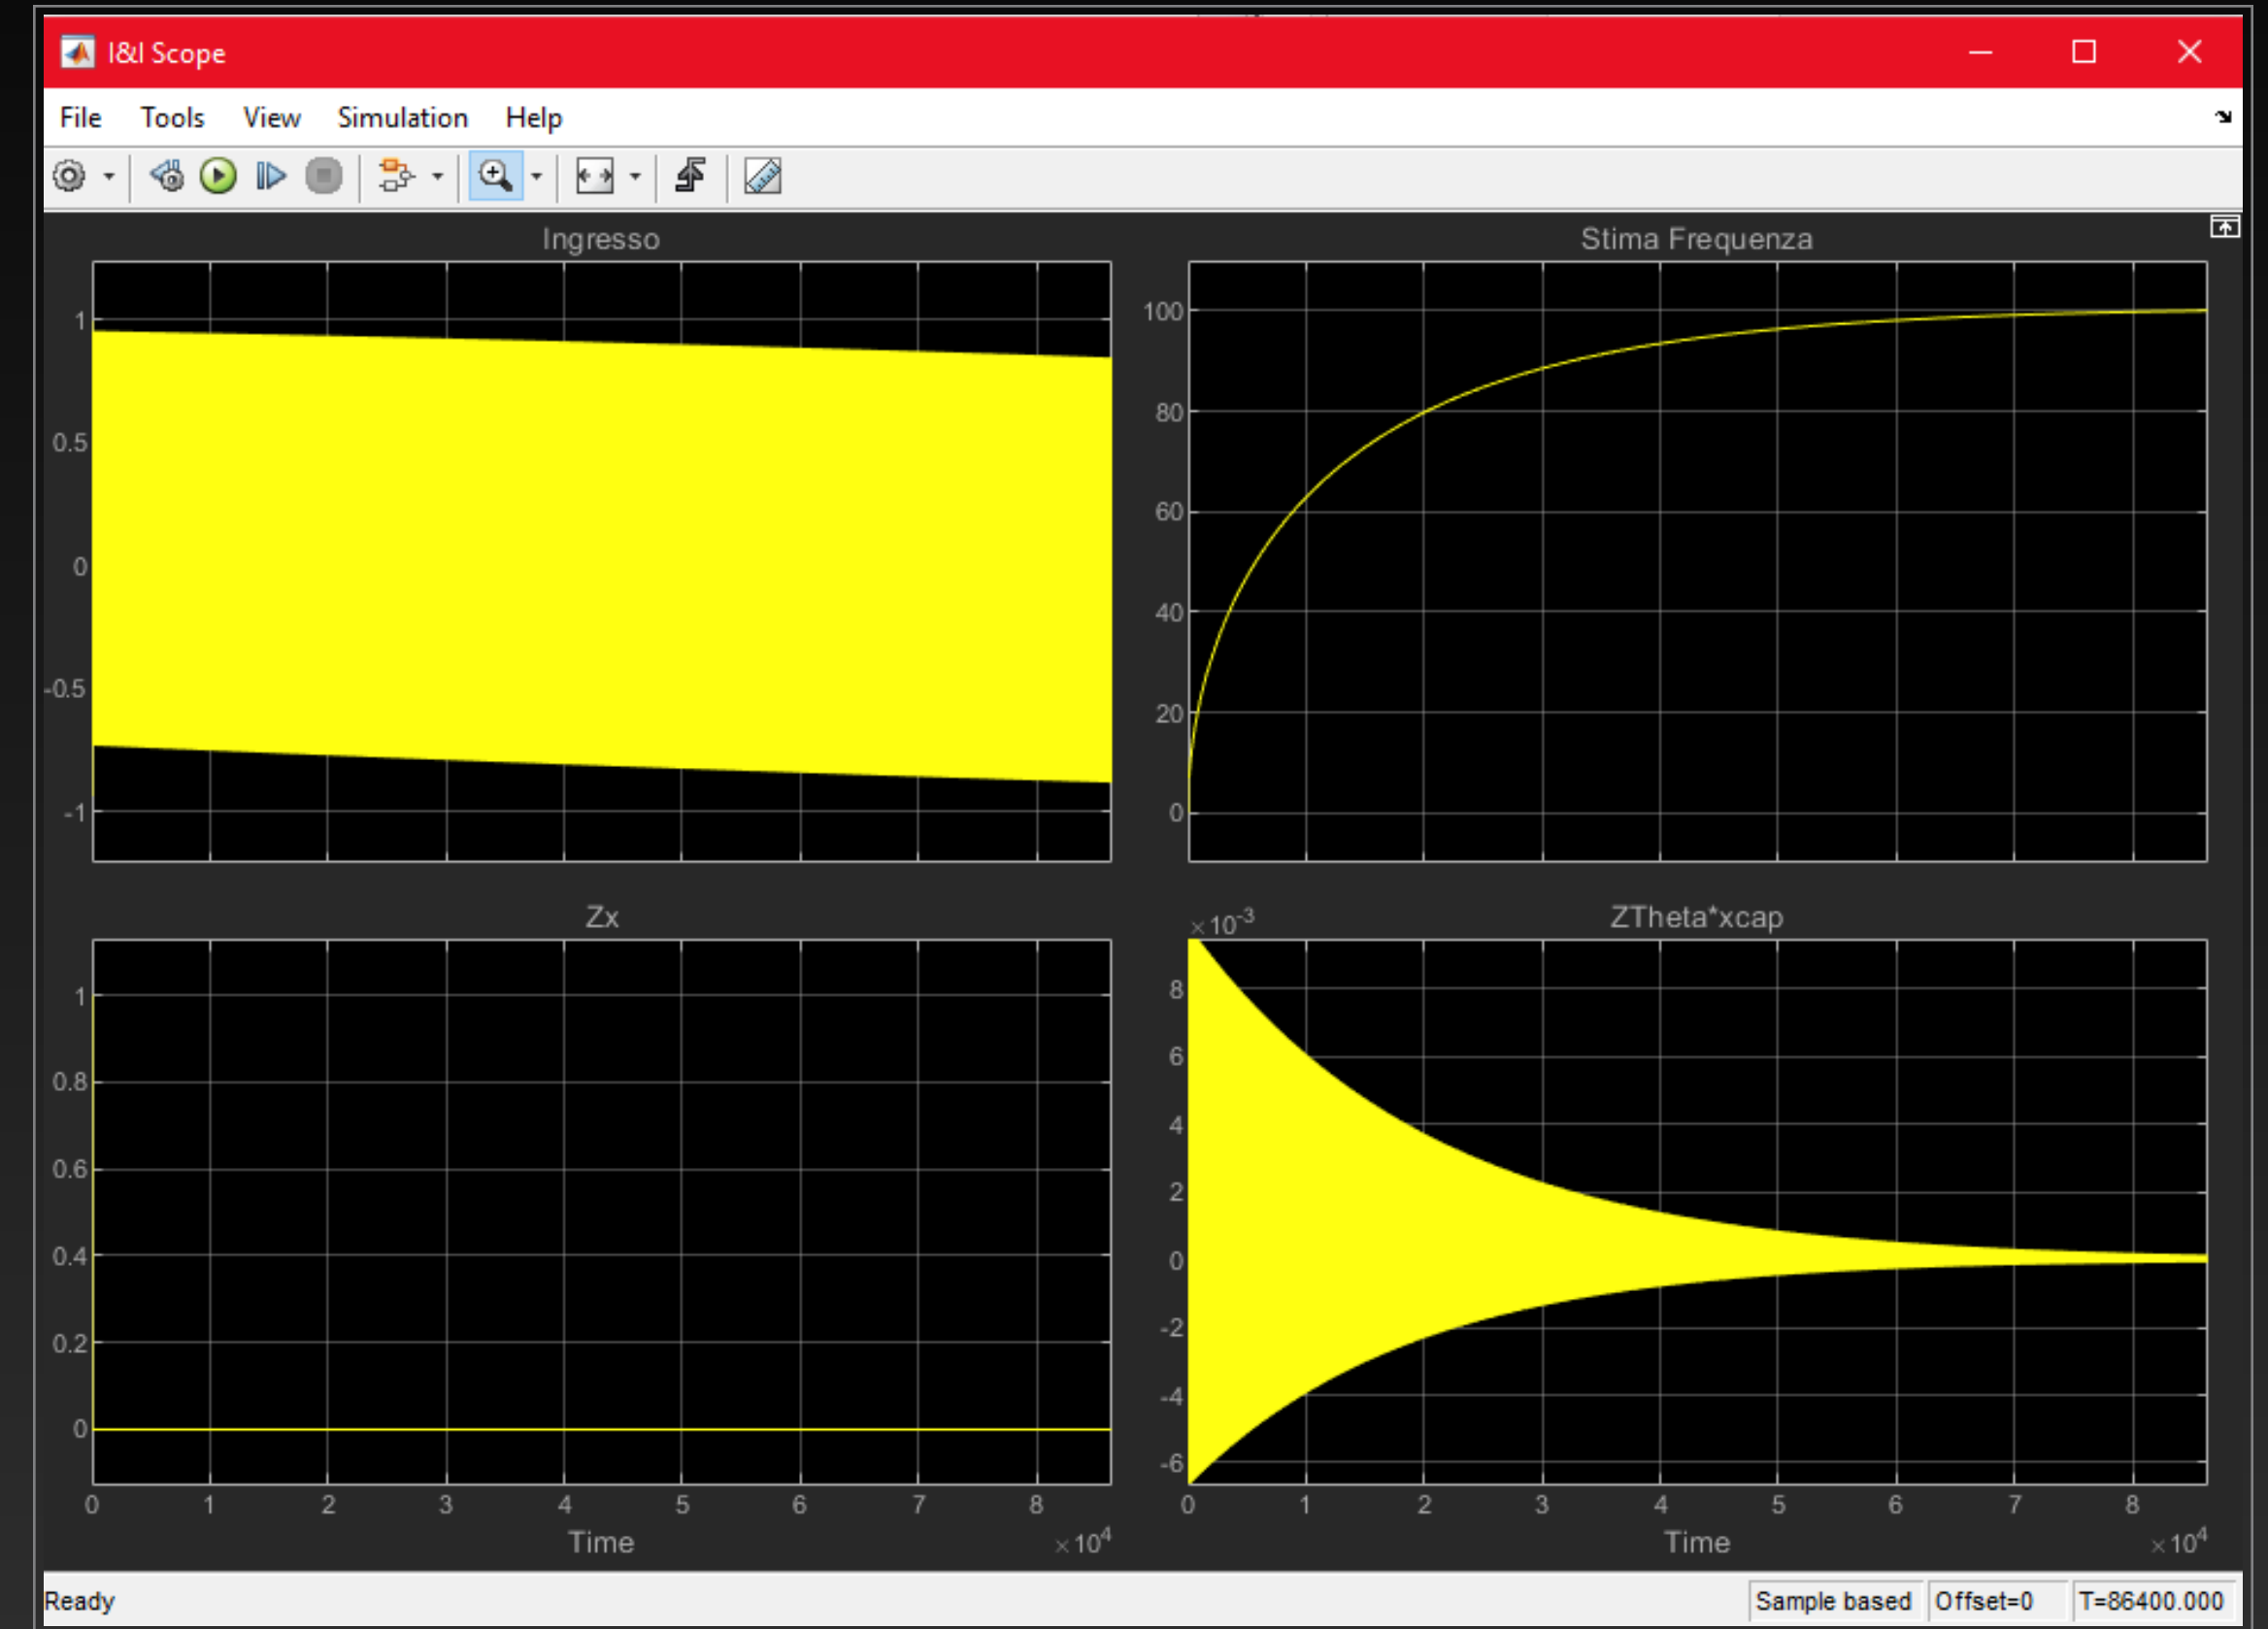 I&I Scope
File Tools View Simulation Help
Ingresso
1
0.5
0
-0.5
-1
Stima Frequenza
100
80
60
40
20
0
Zx
1
0.8
0.6
0.4
0.2
0
0 1 2 3 4 5 6 7 8
Time
×10⁴
ZTheta*xcap
×10⁻³
8
6
4
2
0
-2
-4
-6
0 1 2 3 4 5 6 7 8
Time
×10⁴
Ready
Sample based Offset=0 T=86400.000